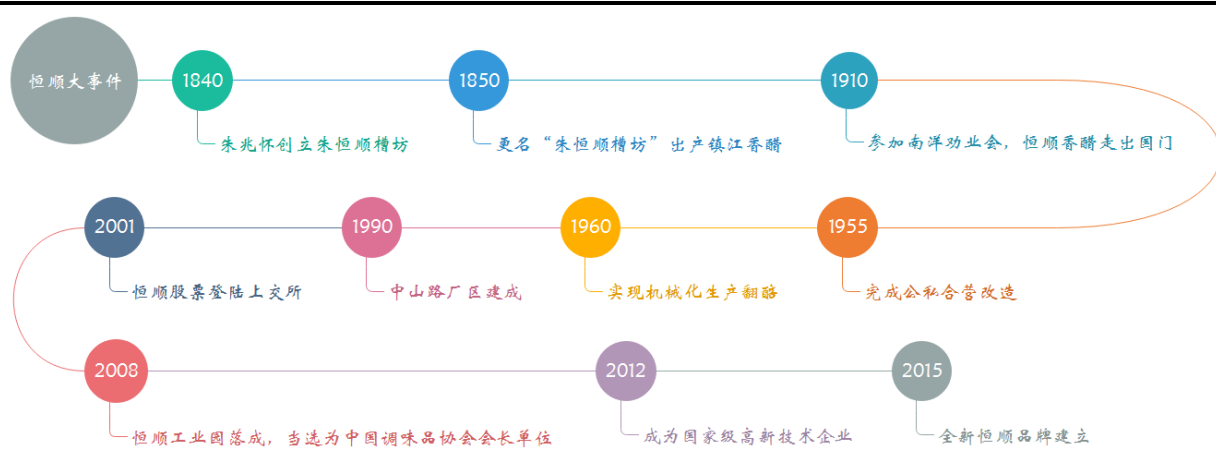 恒顺大事件
1840
朱兆怀创立朱恒顺槽坊
1850
更名“朱恒顺槽坊”出产镇江香醋
1910
参加南洋劝业会，恒顺香醋走出国门
1955
完成公私合营改造
1960
实现机械化生产翻醅
1990
中山路厂区建成
2001
恒顺股票登陆上交所
2008
恒顺工业园落成，当选为中国调味品协会会长单位
2012
成为国家级高新技术企业
2015
全新恒顺品牌建立